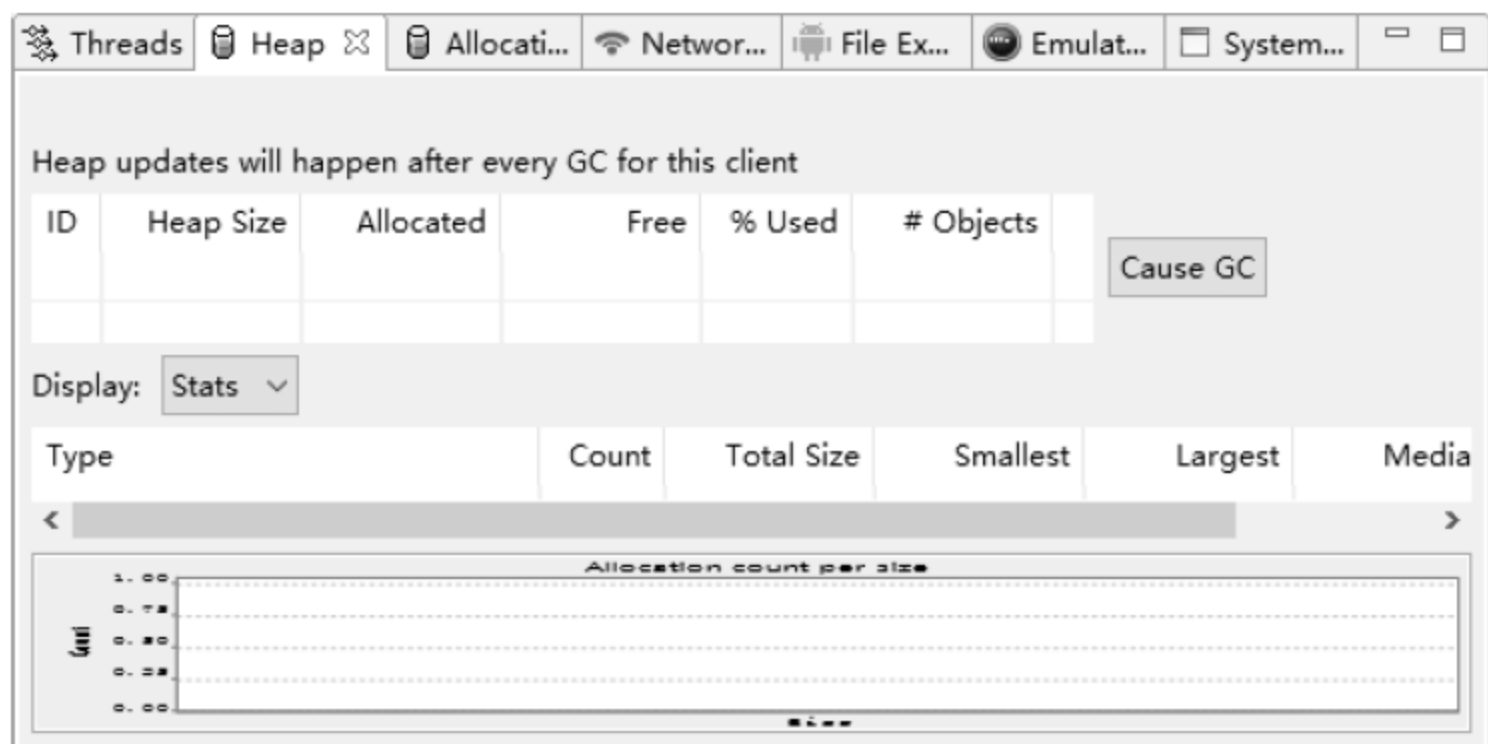 Threads Heap Allocati... Networ... File Ex... Emulat... System...
Heap updates will happen after every GC for this client
ID Heap Size Allocated Free % Used # Objects
Cause GC
Display: Stats
Type Count Total Size Smallest Largest Media
Allocation count per size
1.00
0.75
0.50
0.25
0.00
Size